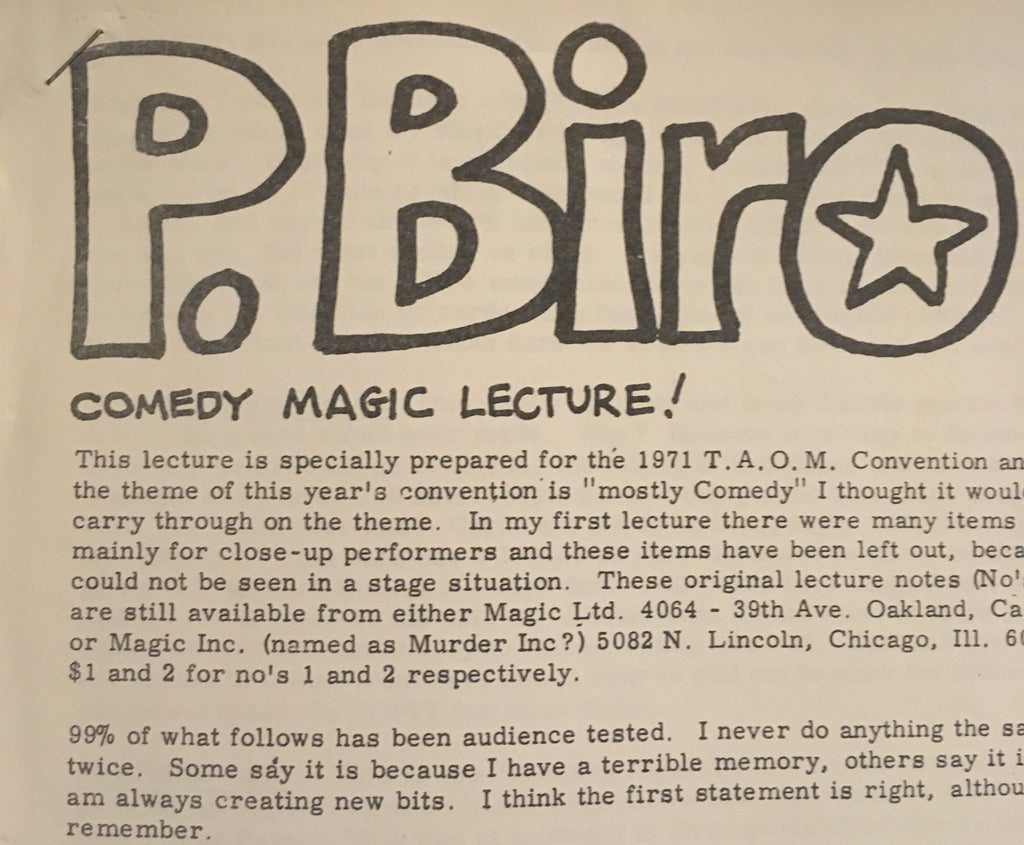 P. Biro
COMEDY MAGIC LECTURE!
This lecture is specially prepared for the 1971 T.A.O.M. Convention an
the theme of this year's convention is "mostly Comedy" I thought it woul
carry through on the theme. In my first lecture there were many items
mainly for close-up performers and these items have been left out, beca
could not be seen in a stage situation. These original lecture notes (No's
are still available from either Magic Ltd. 4064 - 39th Ave. Oakland, Ca
or Magic Inc. (named as Murder Inc?) 5082 N. Lincoln, Chicago, Ill. 60
$1 and 2 for no's 1 and 2 respectively.
99% of what follows has been audience tested. I never do anything the sa
twice. Some say it is because I have a terrible memory, others say it i
am always creating new bits. I think the first statement is right, althou
remember.